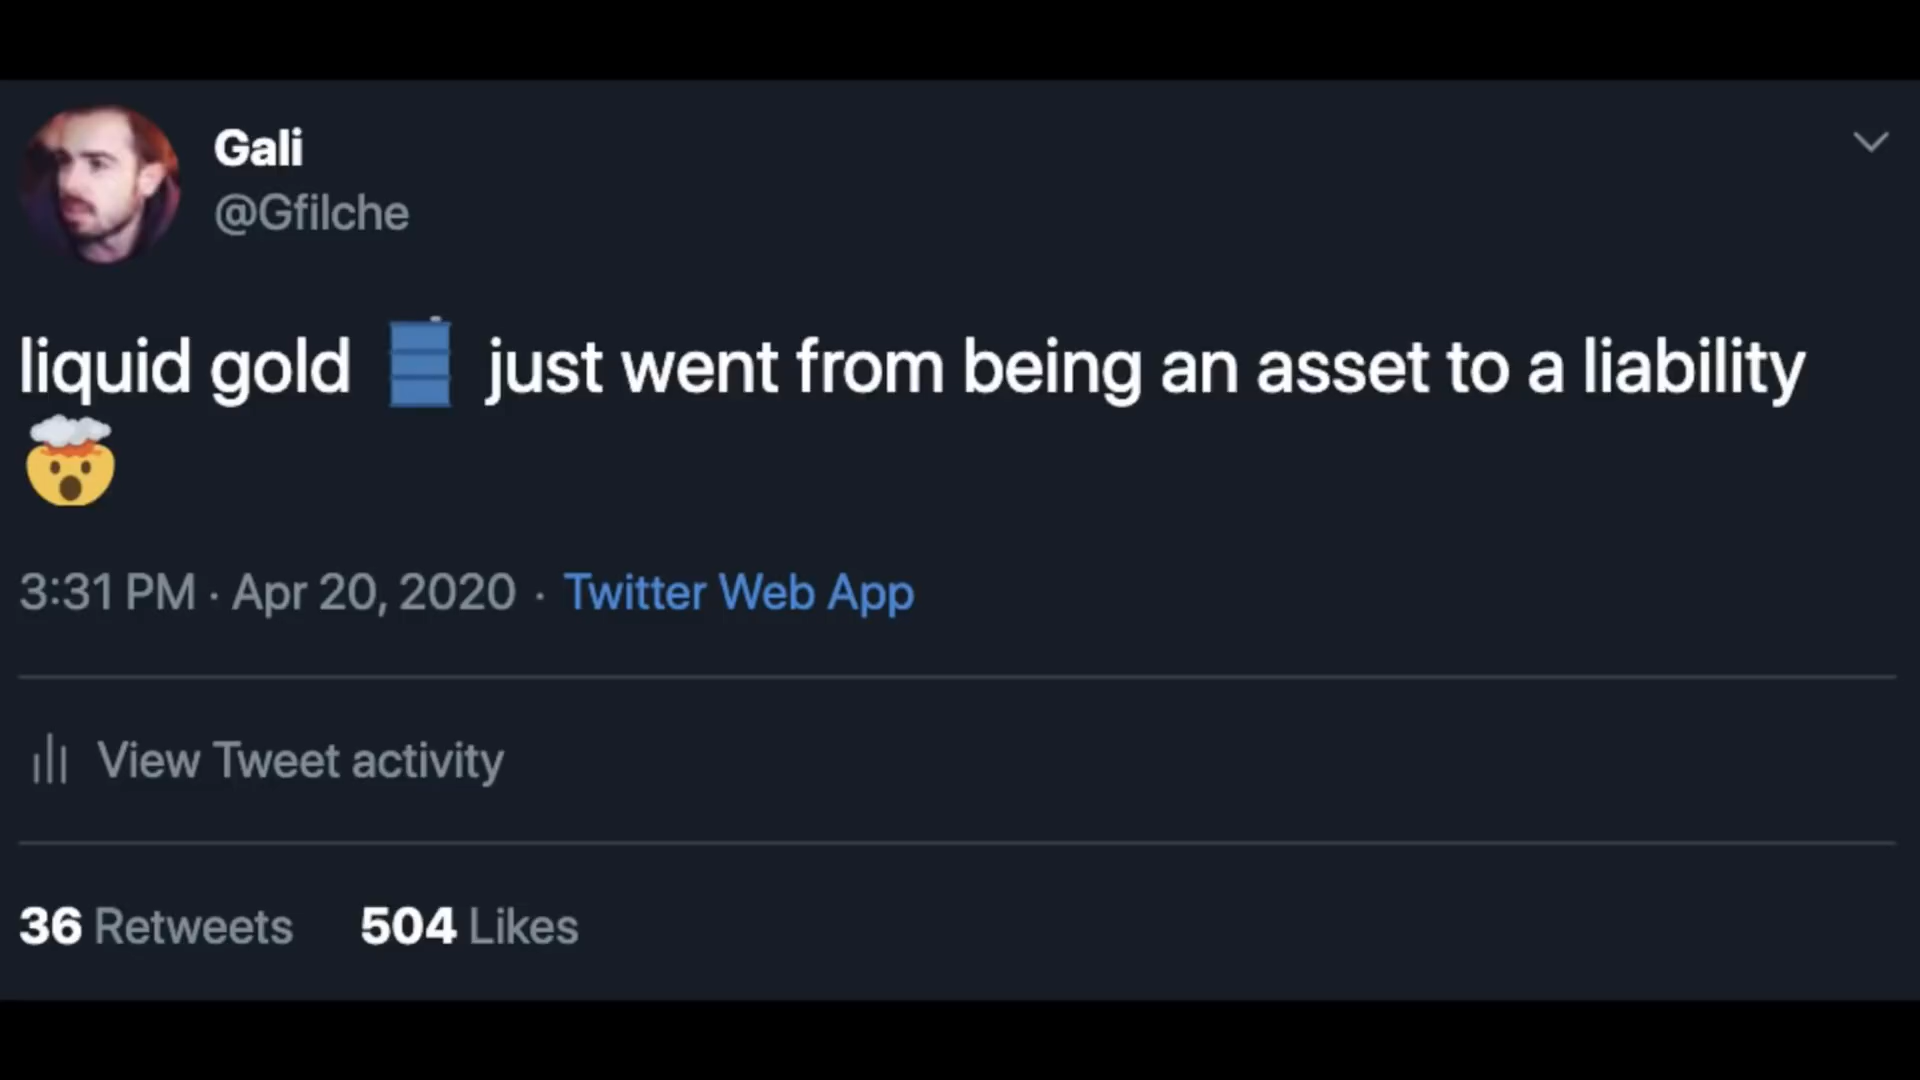 Gali
@Gfilche
liquid gold 🛢 just went from being an asset to a liability
🤯
3:31 PM · Apr 20, 2020 · Twitter Web App
View Tweet activity
36 Retweets 504 Likes